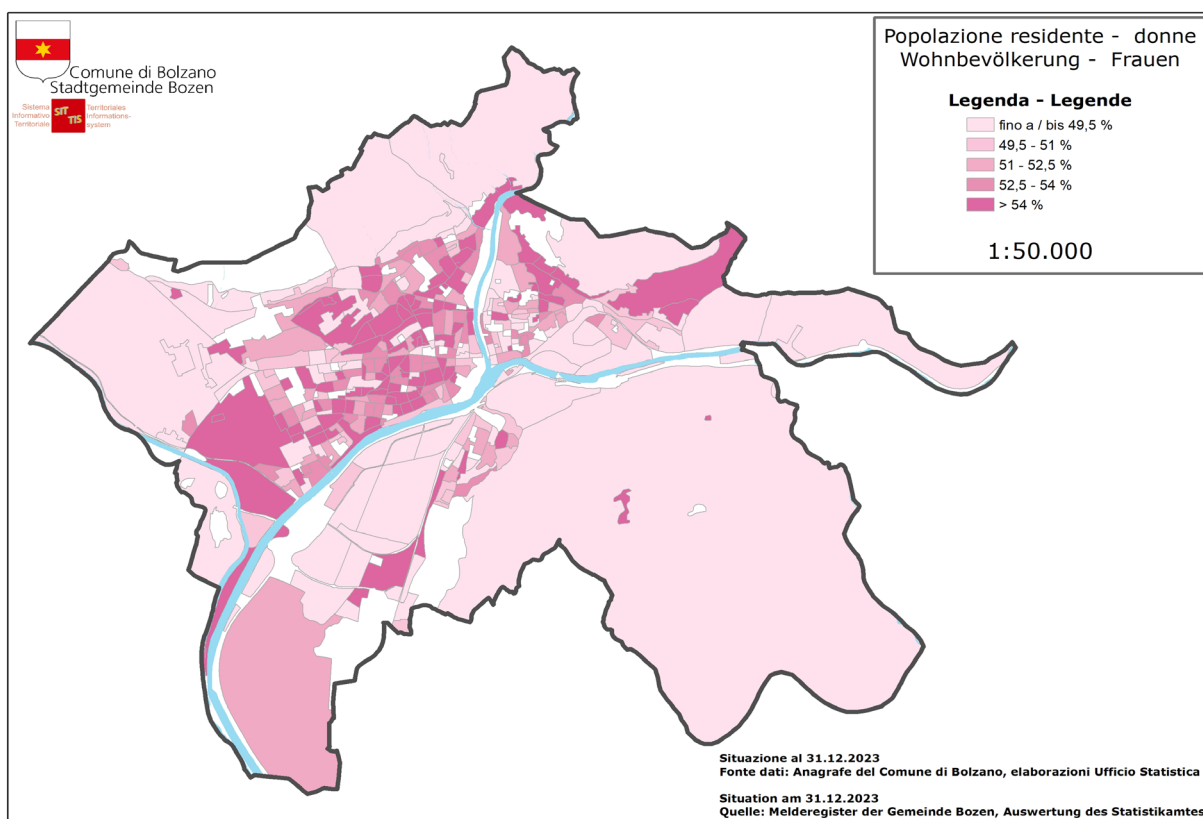 Comune di Bolzano
Stadtgemeinde Bozen
Sistema
Informativo
Territoriale
SIT
TIS
Territoriales
Informations-
system
Popolazione residente - donne
Wohnbevölkerung - Frauen
Legenda - Legende
fino a / bis 49,5 %
49,5 - 51 %
51 - 52,5 %
52,5 - 54 %
> 54 %
1:50.000
Situazione al 31.12.2023
Fonte dati: Anagrafe del Comune di Bolzano, elaborazioni Ufficio Statistica
Situation am 31.12.2023
Quelle: Melderegister der Gemeinde Bozen, Auswertung des Statistikamtes